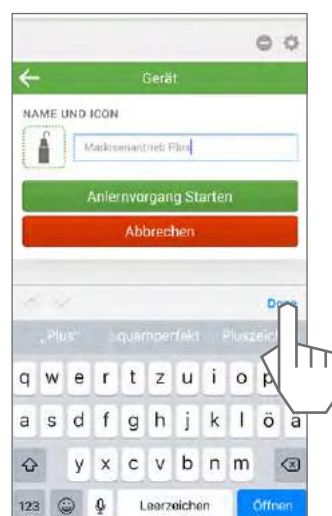 Gerät
NAME UND ICON
Markisenantrieb Plus
Anlernvorgang Starten
Abbrechen
Done
„Plus“ squamperfekt Pluszeic
q w e r t z u i o p
a s d f g h j k l ö ä
y x c v b n m
123 Leerzeichen Öffnen